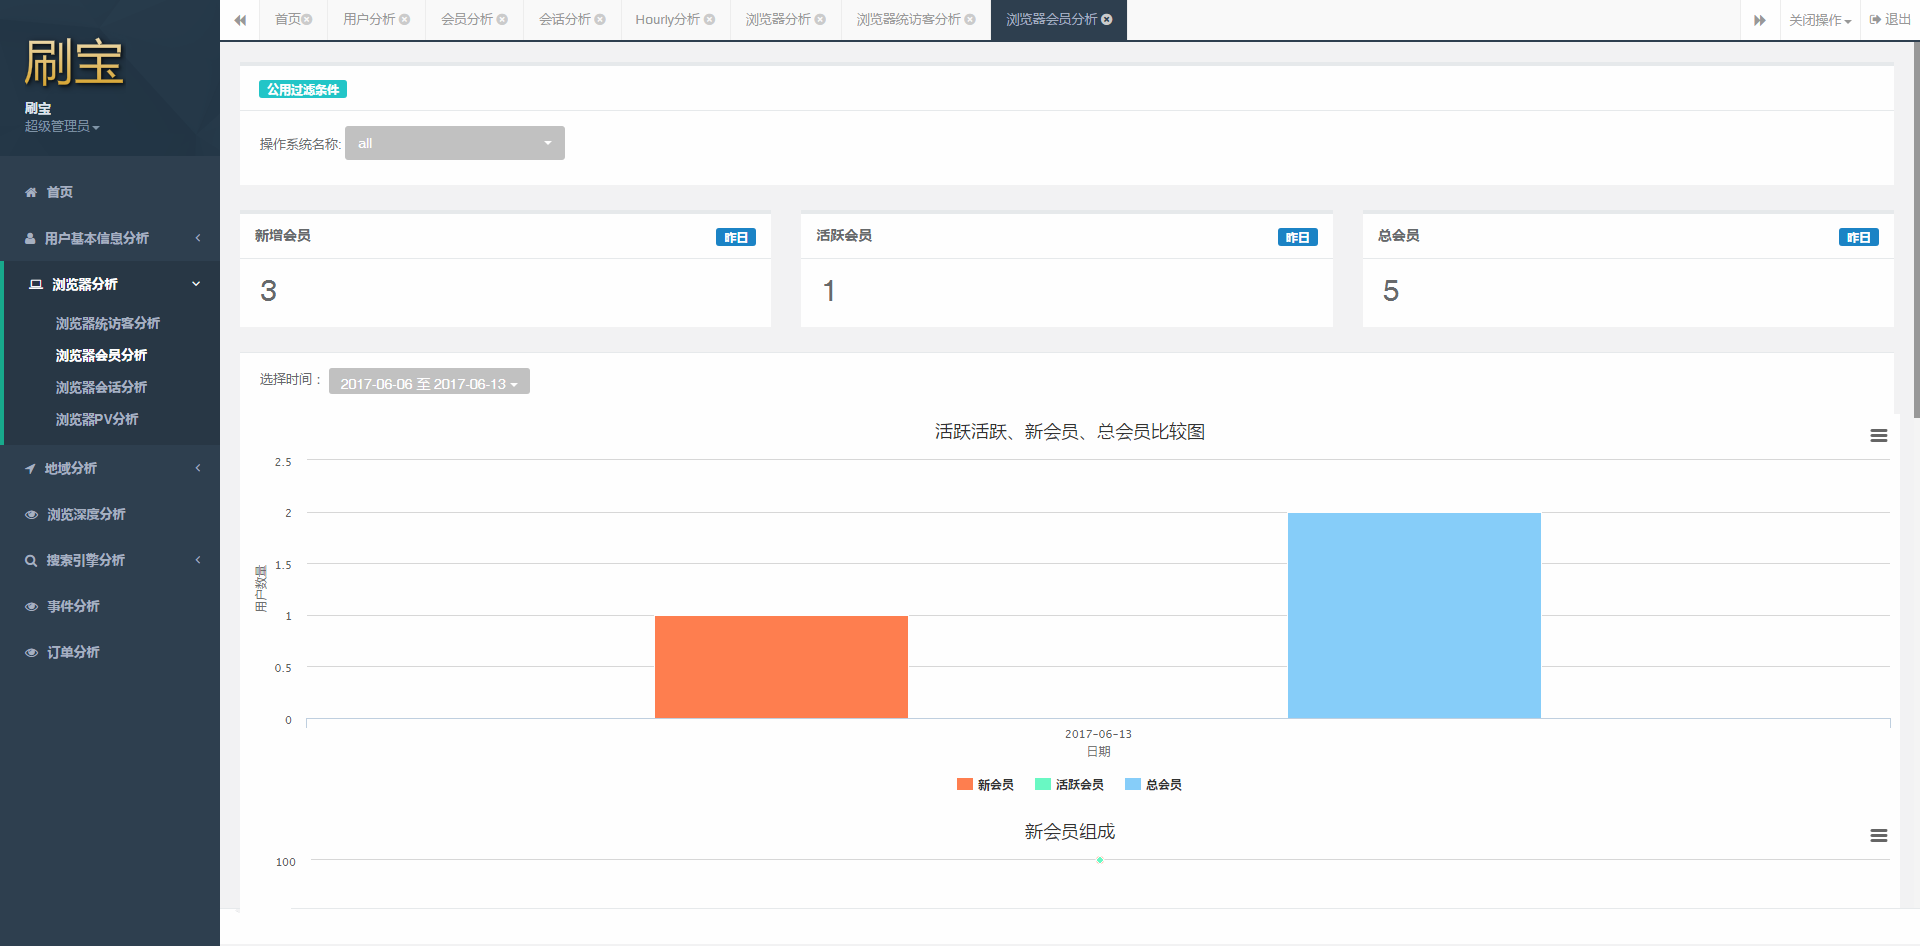 刷宝
刷宝
超级管理员
首页
用户基本信息分析
浏览器分析
浏览器统访客分析
浏览器会员分析
浏览器会话分析
浏览器PV分析
地域分析
浏览深度分析
搜索引擎分析
事件分析
订单分析
首页 用户分析 会员分析 会话分析 Hourly分析 浏览器分析 浏览器统访客分析 浏览器会员分析 关闭操作 退出
公用过滤条件
操作系统名称: all
新增会员 昨日
3
活跃会员 昨日
1
总会员 昨日
5
选择时间： 2017-06-06 至 2017-06-13
活跃活跃、新会员、总会员比较图
2.5
2
1.5
1
0.5
0
用户数量
2017-06-13
日期
新会员 活跃会员 总会员
新会员组成
100